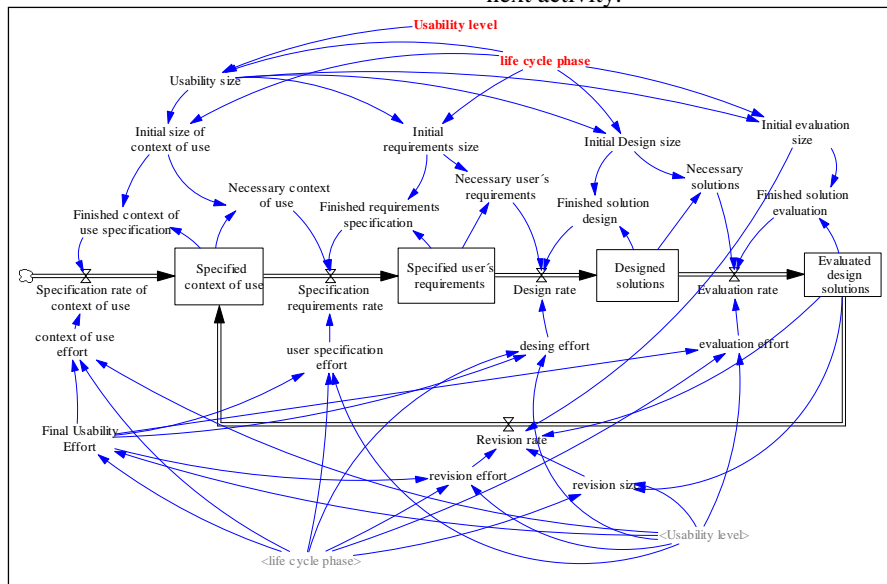 next activity.
Usability level
life cycle phase
Usability size
Initial size of
context of use
Initial
requirements size
Initial Design size
Initial evaluation
size
Necessary context
of use
Necessary user´s
requirements
Necessary
solutions
Finished context of
use specification
Finished requirements
specification
Finished solution
design
Finished solution
evaluation
Specified
context of use
Specified user´s
requirements
Designed
solutions
Evaluated
design
solutions
Specification rate of
context of use
Specification
requirements rate
Design rate
Evaluation rate
context of use
effort
user specification
effort
desing effort
evaluation effort
Final Usability
Effort
Revision rate
revision effort
revision size
<Usability level>
<life cycle phase>